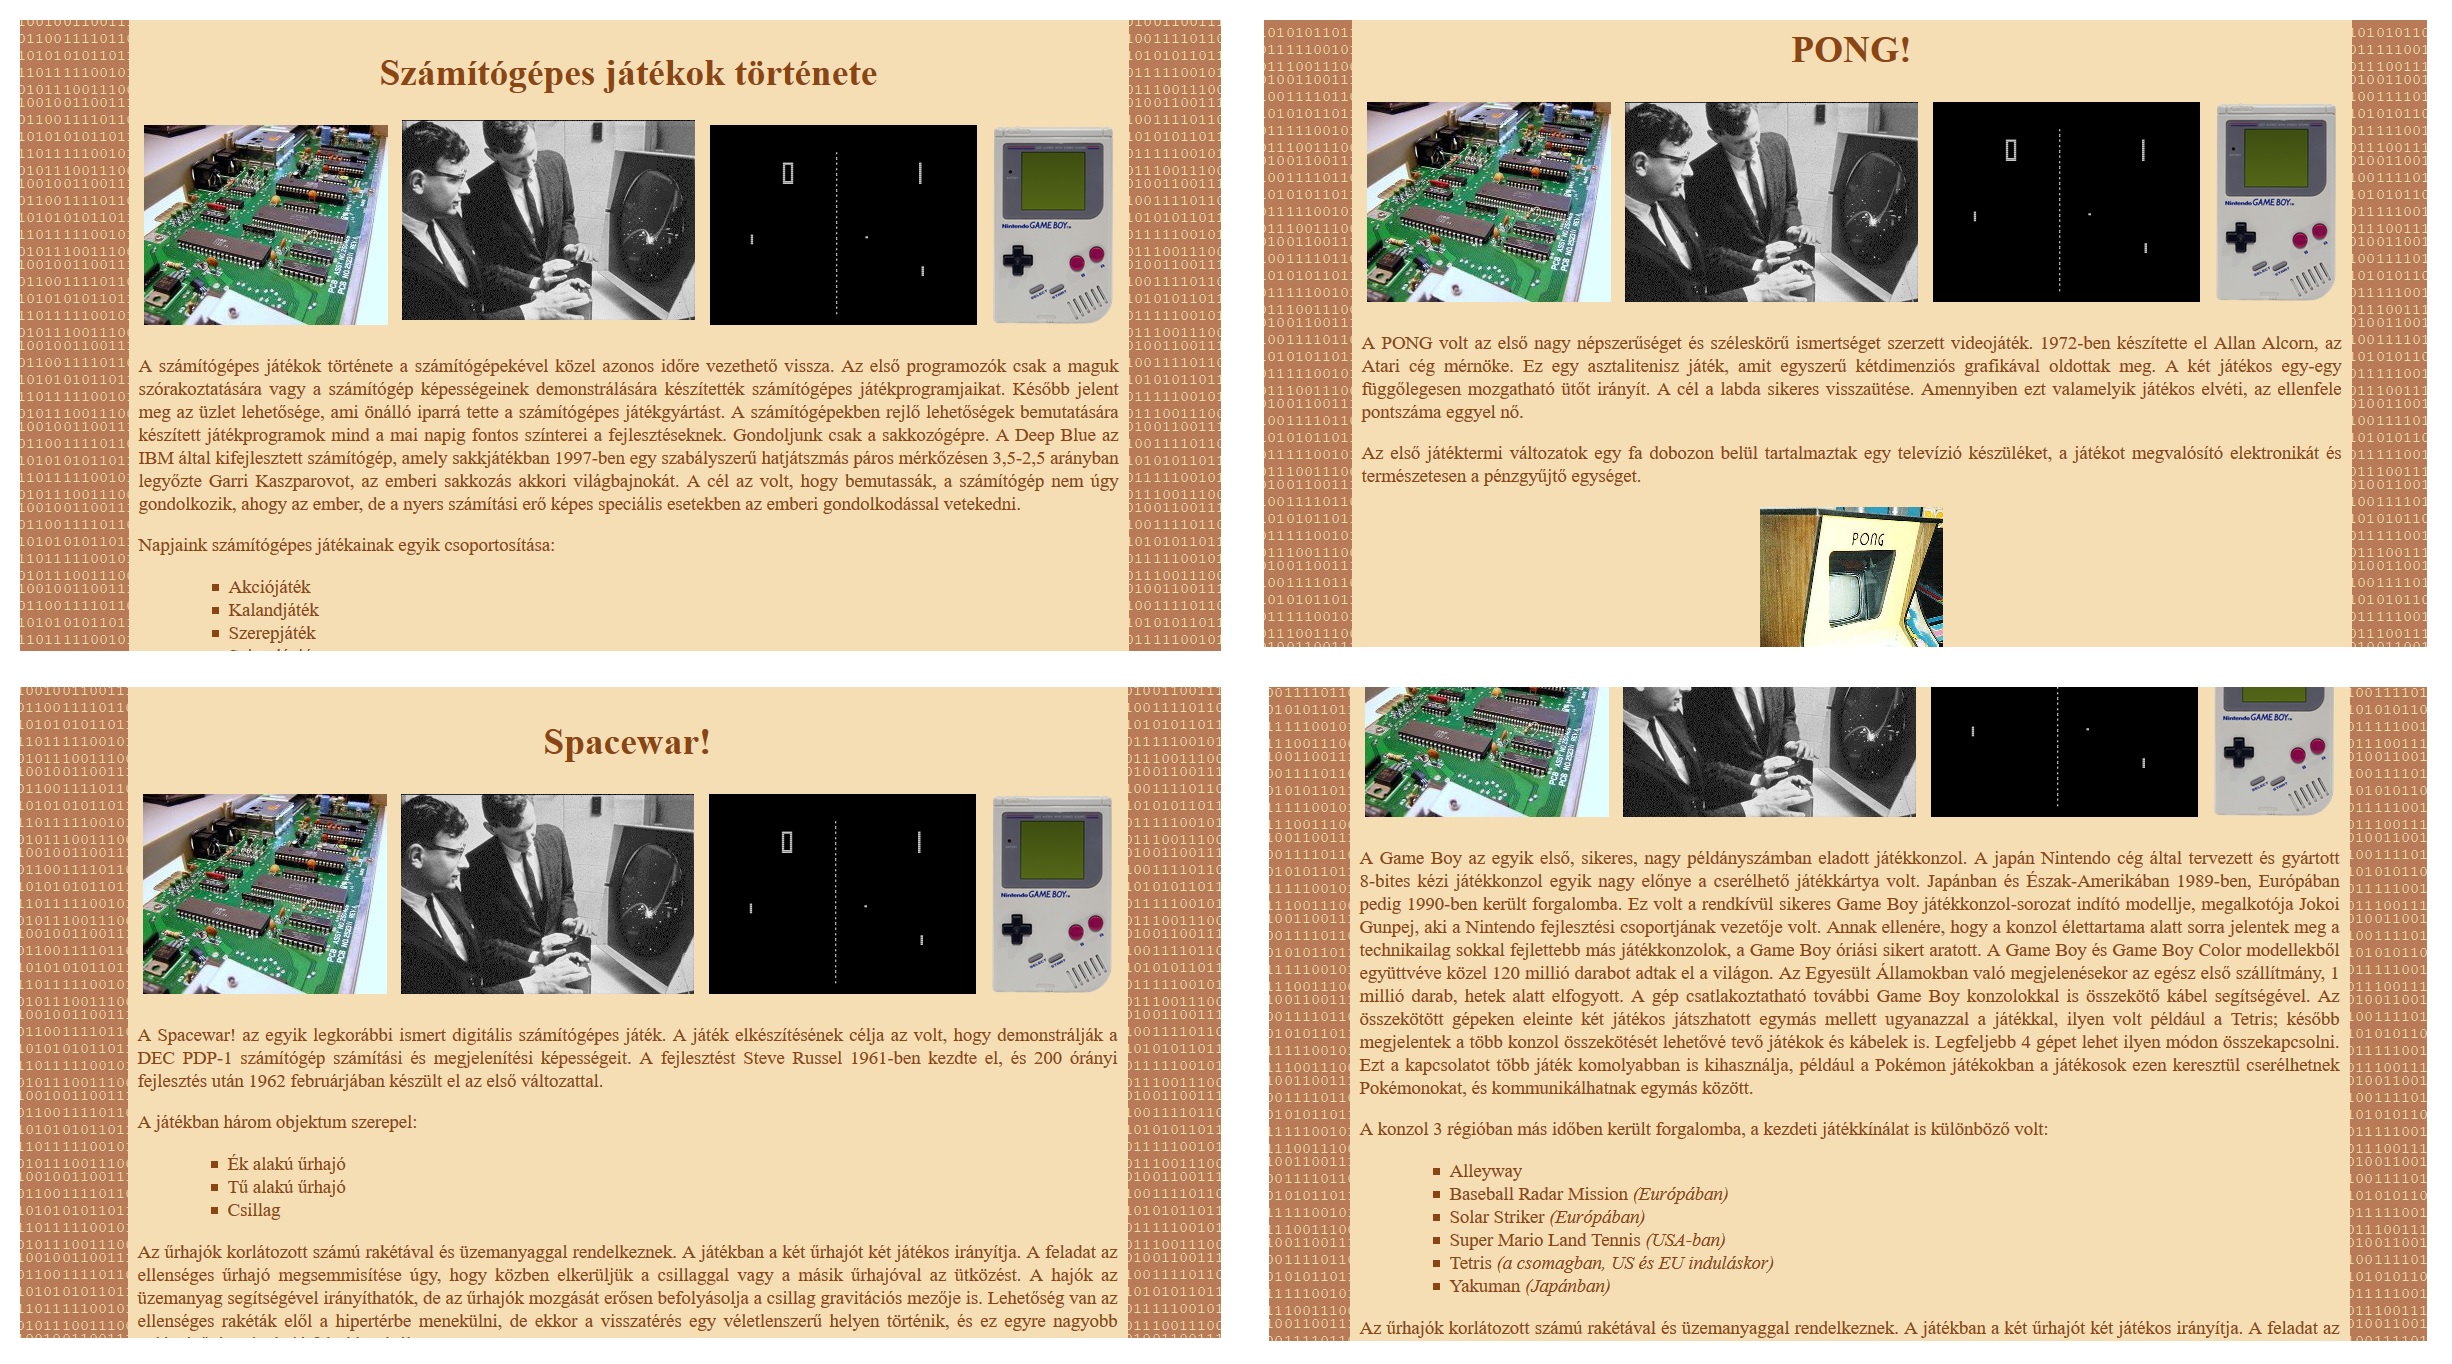 Számítógépes játékok története
Nintendo GAME BOY
SELECT START
A számítógépes játékok története a számítógépekével közel azonos időre vezethető vissza. Az első programozók csak a maguk
szórakoztatására vagy a számítógép képességeinek demonstrálására készítették számítógépes játékprogramjaikat. Később jelent
meg az üzlet lehetősége, ami önálló iparrá tette a számítógépes játékgyártást. A számítógépekben rejlő lehetőségek bemutatására
készített játékprogramok mind a mai napig fontos színterei a fejlesztéseknek. Gondoljunk csak a sakkozógépre. A Deep Blue az
IBM által kifejlesztett számítógép, amely sakkjátékban 1997-ben egy szabályszerű hatjátszmás páros mérkőzésen 3,5-2,5 arányban
legyőzte Garri Kaszparovot, az emberi sakkozás akkori világbajnokát. A cél az volt, hogy bemutassák, a számítógép nem úgy
gondolkozik, ahogy az ember, de a nyers számítási erő képes speciális esetekben az emberi gondolkodással vetekedni.
Napjaink számítógépes játékainak egyik csoportosítása:
Akciójáték
Kalandjáték
Szerepjáték
PONG!
Nintendo GAME BOY
SELECT START
A PONG volt az első nagy népszerűséget és széleskörű ismertséget szerzett videojáték. 1972-ben készítette el Allan Alcorn, az
Atari cég mérnöke. Ez egy asztalitenisz játék, amit egyszerű kétdimenziós grafikával oldottak meg. A két játékos egy-egy
függőlegesen mozgatható ütőt irányít. A cél a labda sikeres visszaütése. Amennyiben ezt valamelyik játékos elvéti, az ellenfele
pontszáma eggyel nő.
Az első játéktermi változatok egy fa dobozon belül tartalmaztak egy televízió készüléket, a játékot megvalósító elektronikát és
természetesen a pénzgyűjtő egységet.
PONG
Spacewar!
Nintendo GAME BOY
SELECT START
A Spacewar! az egyik legkorábbi ismert digitális számítógépes játék. A játék elkészítésének célja az volt, hogy demonstrálják a
DEC PDP-1 számítógép számítási és megjelenítési képességeit. A fejlesztést Steve Russel 1961-ben kezdte el, és 200 órányi
fejlesztés után 1962 februárjában készült el az első változattal.
A játékban három objektum szerepel:
Ék alakú űrhajó
Tű alakú űrhajó
Csillag
Az űrhajók korlátozott számú rakétával és üzemanyaggal rendelkeznek. A játékban a két űrhajót két játékos irányítja. A feladat az
ellenséges űrhajó megsemmisítése úgy, hogy közben elkerüljük a csillaggal vagy a másik űrhajóval az ütközést. A hajók az
üzemanyag segítségével irányíthatók, de az űrhajók mozgását erősen befolyásolja a csillag gravitációs mezője is. Lehetőség van az
ellenséges rakéták elől a hipertérbe menekülni, de ekkor a visszatérés egy véletlenszerű helyen történik, és ez egyre nagyobb
Nintendo GAME BOY
SELECT START
A Game Boy az egyik első, sikeres, nagy példányszámban eladott játékkonzol. A japán Nintendo cég által tervezett és gyártott
8-bites kézi játékkonzol egyik nagy előnye a cserélhető játékkártya volt. Japánban és Észak-Amerikában 1989-ben, Európában
pedig 1990-ben került forgalomba. Ez volt a rendkívül sikeres Game Boy játékkonzol-sorozat indító modellje, megalkotója Jokoi
Gunpej, aki a Nintendo fejlesztési csoportjának vezetője volt. Annak ellenére, hogy a konzol élettartama alatt sorra jelentek meg a
technikailag sokkal fejlettebb más játékkonzolok, a Game Boy óriási sikert aratott. A Game Boy és Game Boy Color modellekből
együttvéve közel 120 millió darabot adtak el a világon. Az Egyesült Államokban való megjelenésekor az egész első szállítmány, 1
millió darab, hetek alatt elfogyott. A gép csatlakoztatható további Game Boy konzolokkal is összekötő kábel segítségével. Az
összekötött gépeken eleinte két játékos játszhatott egymás mellett ugyanazzal a játékkal, ilyen volt például a Tetris; később
megjelentek a több konzol összekötését lehetővé tevő játékok és kábelek is. Legfeljebb 4 gépet lehet ilyen módon összekapcsolni.
Ezt a kapcsolatot több játék komolyabban is kihasználja, például a Pokémon játékokban a játékosok ezen keresztül cserélhetnek
Pokémonokat, és kommunikálhatnak egymás között.
A konzol 3 régióban más időben került forgalomba, a kezdeti játékkínálat is különböző volt:
Alleyway
Baseball Radar Mission (Európában)
Solar Striker (Európában)
Super Mario Land Tennis (USA-ban)
Tetris (a csomagban, US és EU induláskor)
Yakuman (Japánban)
Az űrhajók korlátozott számú rakétával és üzemanyaggal rendelkeznek. A játékban a két űrhajót két játékos irányítja. A feladat az